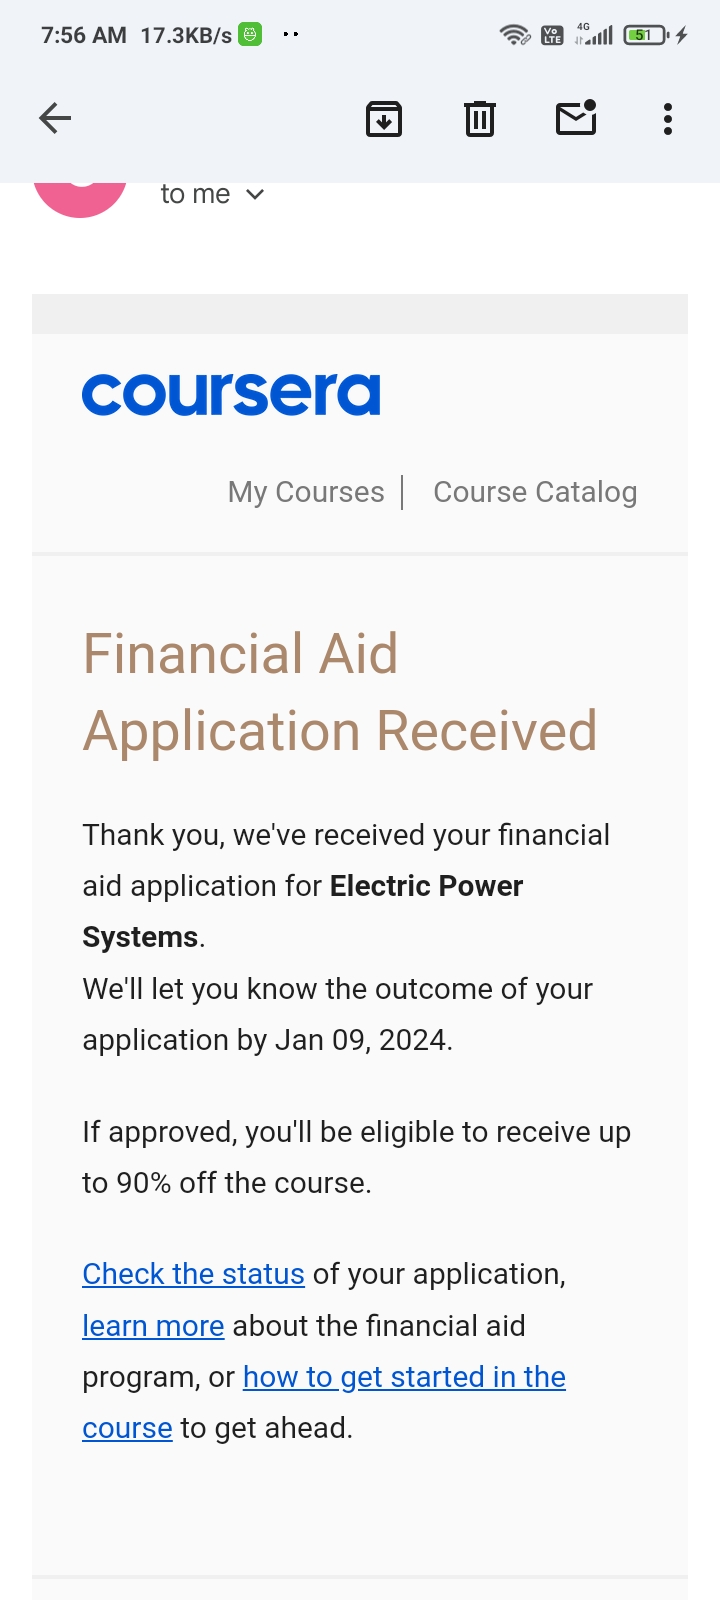 7:56 AM 17.3KB/s
Vo LTE 4G 51
to me
coursera
My Courses | Course Catalog
Financial Aid
Application Received
Thank you, we've received your financial
aid application for Electric Power
Systems.
We'll let you know the outcome of your
application by Jan 09, 2024.
If approved, you'll be eligible to receive up
to 90% off the course.
Check the status of your application,
learn more about the financial aid
program, or how to get started in the
course to get ahead.